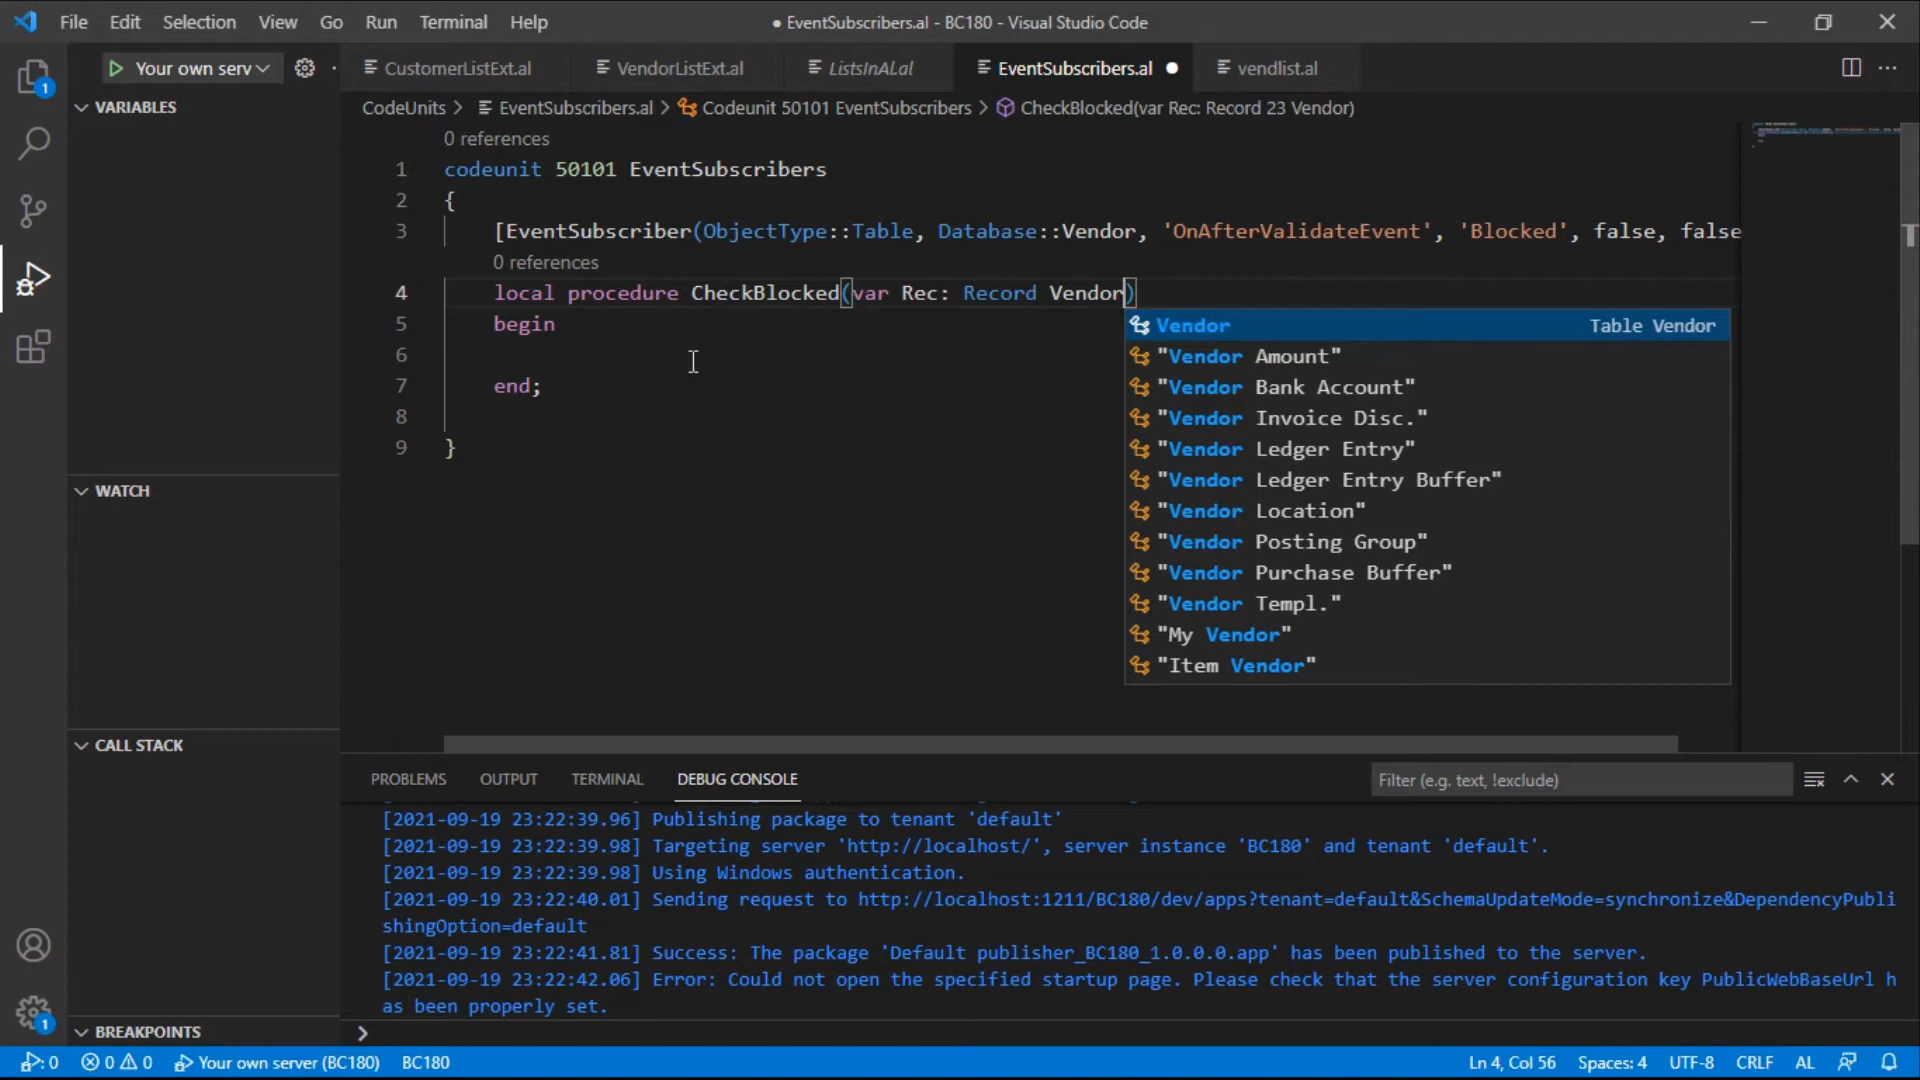 File Edit Selection View Go Run Terminal Help
● EventSubscribers.al - BC180 - Visual Studio Code
Your own serv
CustomerListExt.al
VendorListExt.al
ListsInAl.al
EventSubscribers.al ●
vendlist.al
VARIABLES
CodeUnits > EventSubscribers.al > Codeunit 50101 EventSubscribers > CheckBlocked(var Rec: Record 23 Vendor)
0 references
1 codeunit 50101 EventSubscribers
2 {
3 [EventSubscriber(ObjectType::Table, Database::Vendor, 'OnAfterValidateEvent', 'Blocked', false, false
0 references
4 local procedure CheckBlocked(var Rec: Record Vendor)
5 begin
6
7 end;
8
9 }
Vendor Table Vendor
"Vendor Amount"
"Vendor Bank Account"
"Vendor Invoice Disc."
"Vendor Ledger Entry"
"Vendor Ledger Entry Buffer"
"Vendor Location"
"Vendor Posting Group"
"Vendor Purchase Buffer"
"Vendor Templ."
"My Vendor"
"Item Vendor"
WATCH
CALL STACK
BREAKPOINTS
PROBLEMS OUTPUT TERMINAL DEBUG CONSOLE
Filter (e.g. text, !exclude)
[2021-09-19 23:22:39.96] Publishing package to tenant 'default'
[2021-09-19 23:22:39.98] Targeting server 'http://localhost/', server instance 'BC180' and tenant 'default'.
[2021-09-19 23:22:39.98] Using Windows authentication.
[2021-09-19 23:22:40.01] Sending request to http://localhost:1211/BC180/dev/apps?tenant=default&SchemaUpdateMode=synchronize&DependencyPubli
shingOption=default
[2021-09-19 23:22:41.81] Success: The package 'Default publisher_BC180_1.0.0.0.app' has been published to the server.
[2021-09-19 23:22:42.06] Error: Could not open the specified startup page. Please check that the server configuration key PublicWebBaseUrl h
as been properly set.
1
1
0 0 0 Your own server (BC180) BC180
Ln 4, Col 56 Spaces: 4 UTF-8 CRLF AL